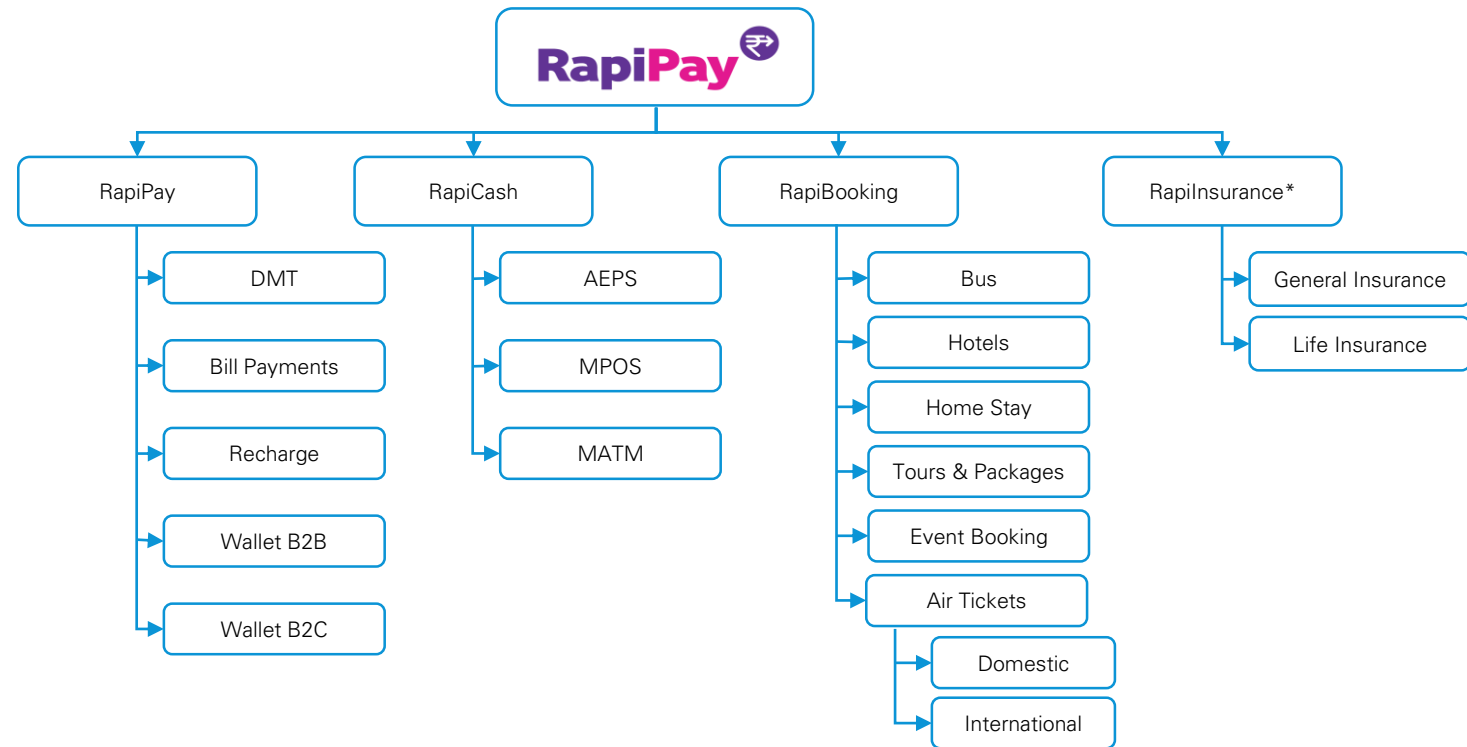 RapiPay
RapiPay
DMT
Bill Payments
Recharge
Wallet B2B
Wallet B2C
RapiCash
AEPS
MPOS
MATM
RapiBooking
Bus
Hotels
Home Stay
Tours & Packages
Event Booking
Air Tickets
Domestic
International
RapiInsurance*
General Insurance
Life Insurance